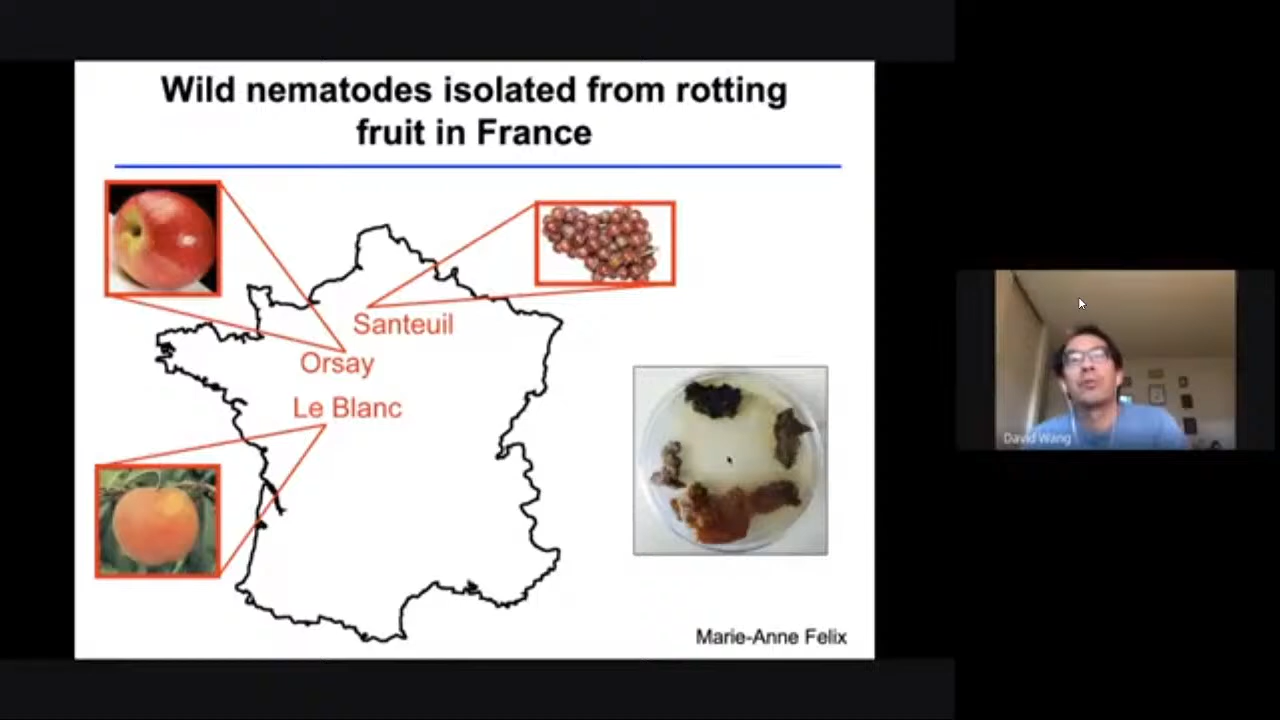 Wild nematodes isolated from rotting
fruit in France
Santeuil
Orsay
Le Blanc
Marie-Anne Felix
David Wang